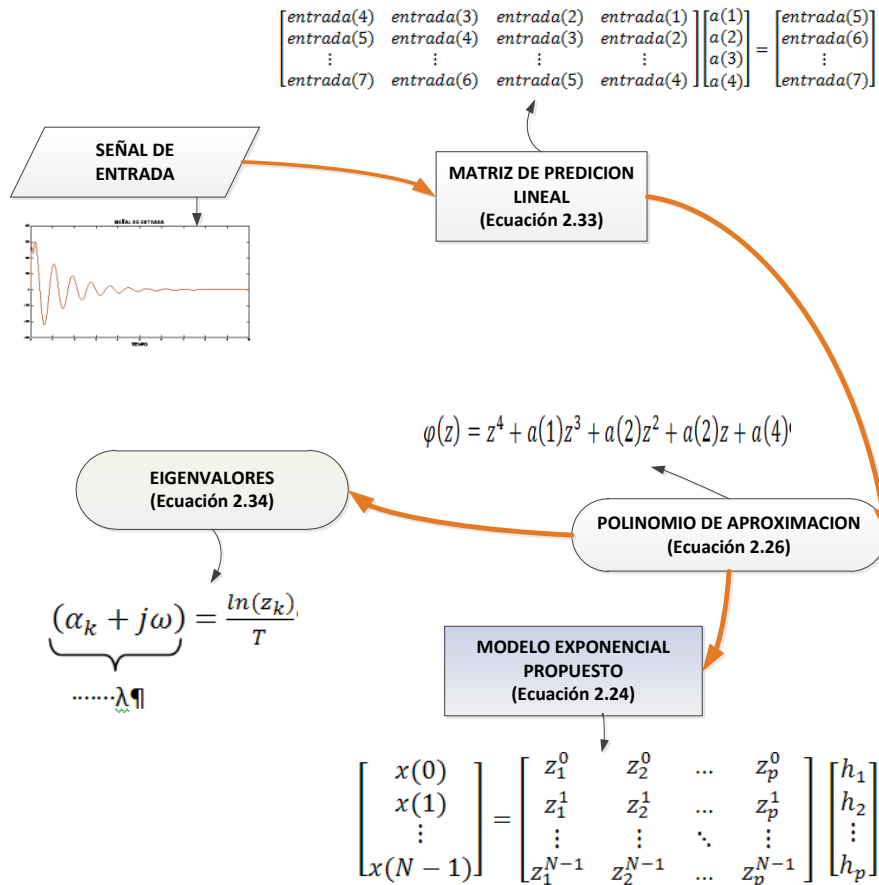 [entrada(4) entrada(3) entrada(2) entrada(1)] [a(1)] = [entrada(5)]
[entrada(5) entrada(4) entrada(3) entrada(2)] [a(2)] [entrada(6)]
[⋮ ⋮ ⋮ ⋮] [a(3)] [⋮]
[entrada(7) entrada(6) entrada(5) entrada(4)] [a(4)] [entrada(7)]
SEÑAL DE
ENTRADA
MATRIZ DE PREDICION
LINEAL
(Ecuación 2.33)
SEÑAL DE ENTRADA
TIEMPO
φ(z) = z⁴ + a(1)z³ + a(2)z² + a(2)z + a(4)
EIGENVALORES
(Ecuación 2.34)
POLINOMIO DE APROXIMACION
(Ecuación 2.26)
(α_k + jω) = ln(z_k) / T
.......λ¶
MODELO EXPONENCIAL
PROPUESTO
(Ecuación 2.24)
[x(0)] = [z₁⁰ z₂⁰ … z_p⁰] [h₁]
[x(1)] [z₁¹ z₂¹ … z_p¹] [h₂]
[⋮] [⋮ ⋮ ⋱ ⋮] [⋮]
[x(N − 1)] [z₁^(N−1) z₂^(N−1) … z_p^(N−1)] [h_p]